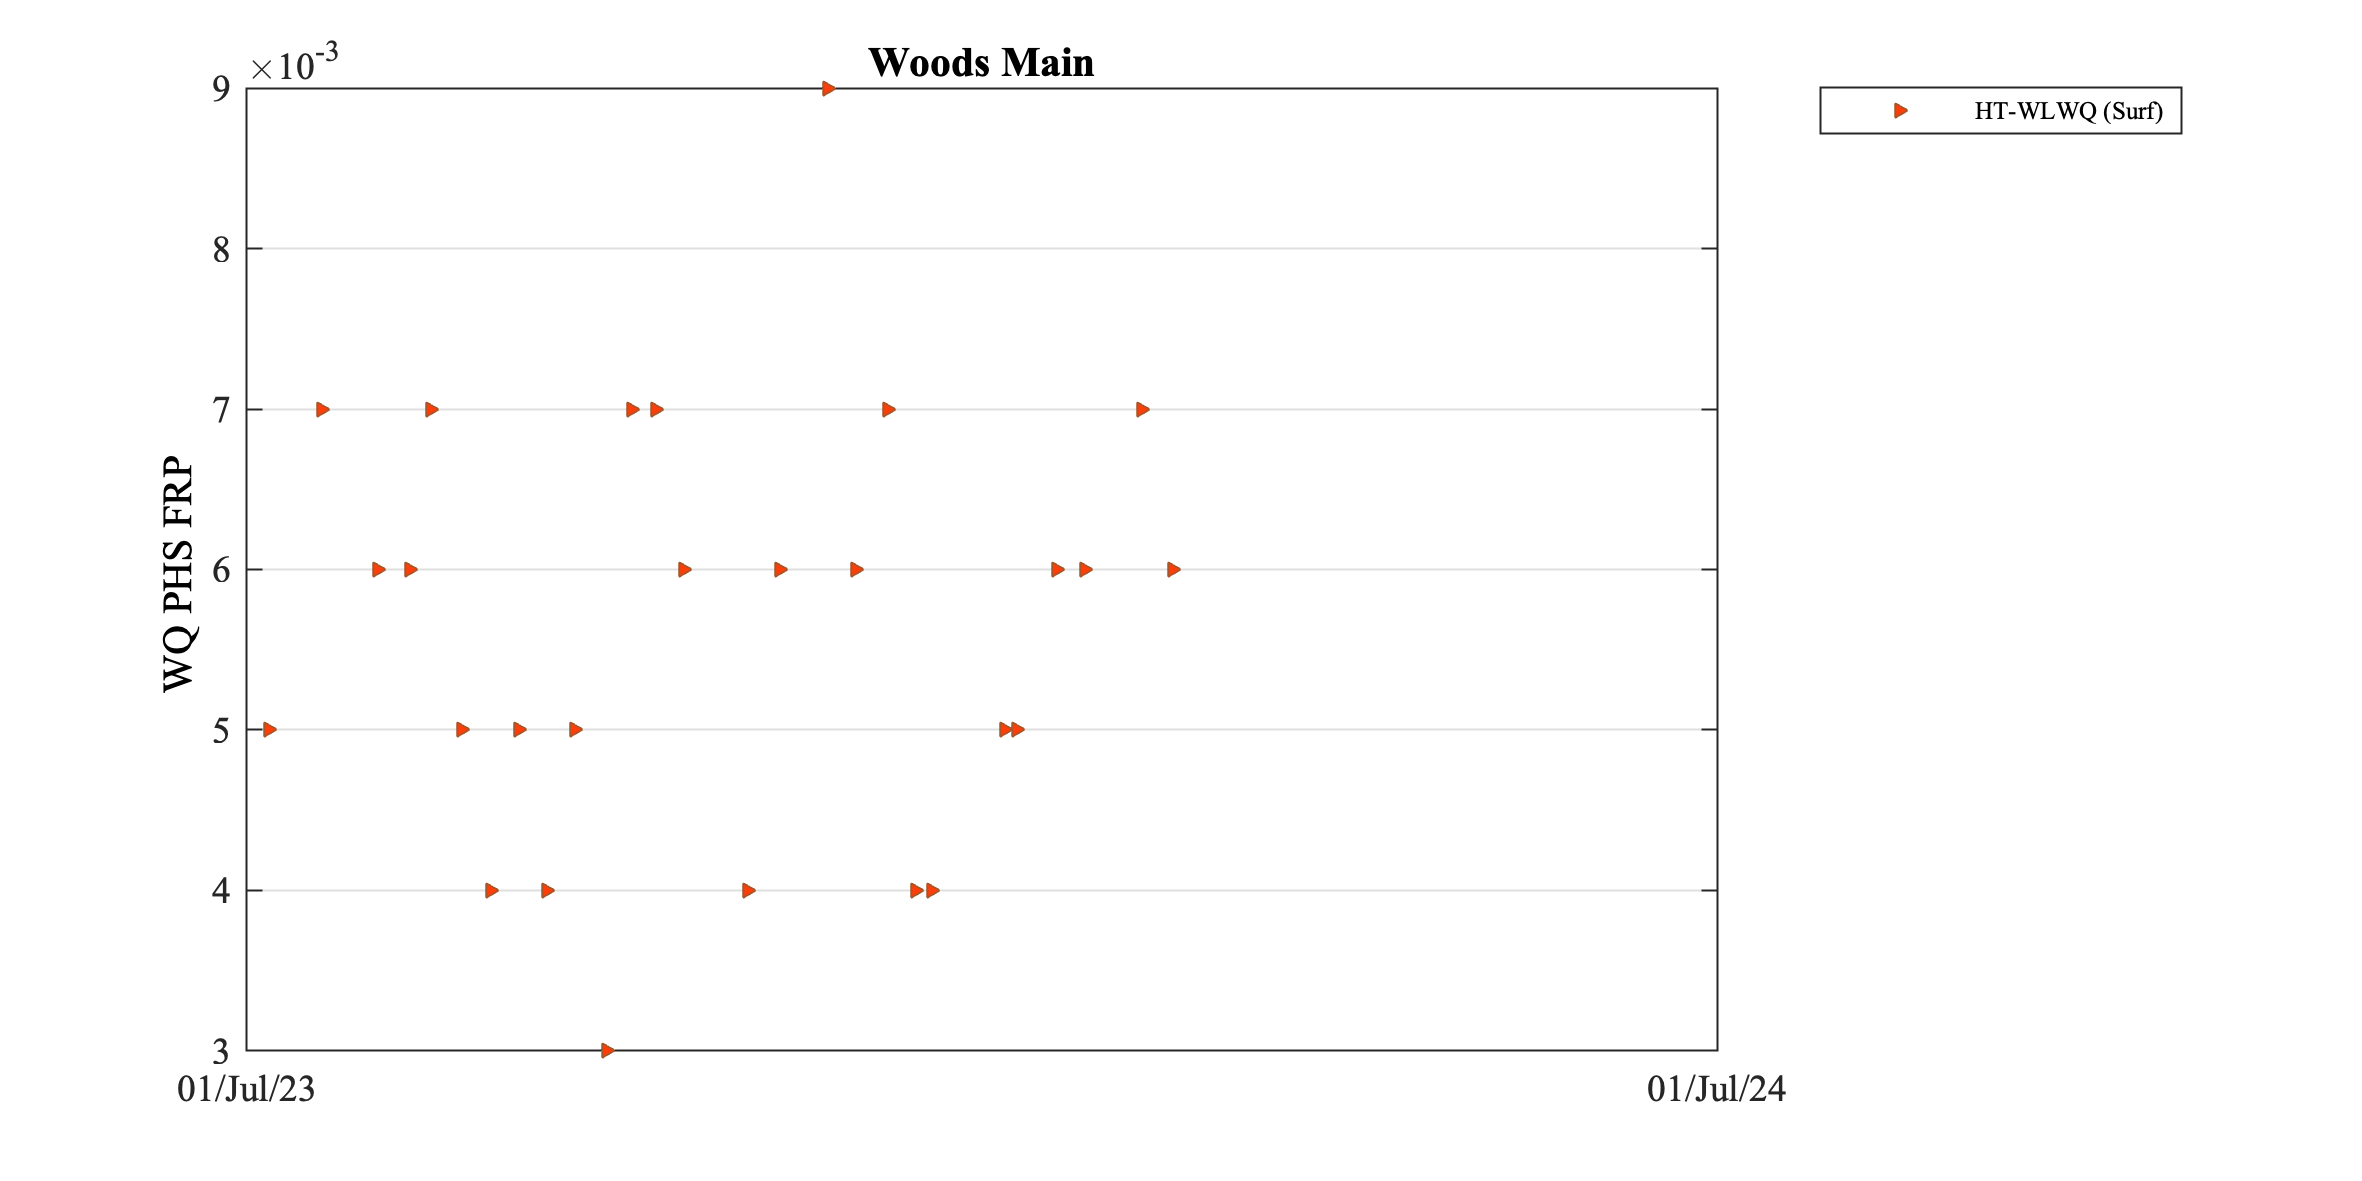 Woods Main
×10-3
9
8
7
6
5
4
3
WQ PHS FRP
01/Jul/23
01/Jul/24
HT-WLWQ (Surf)